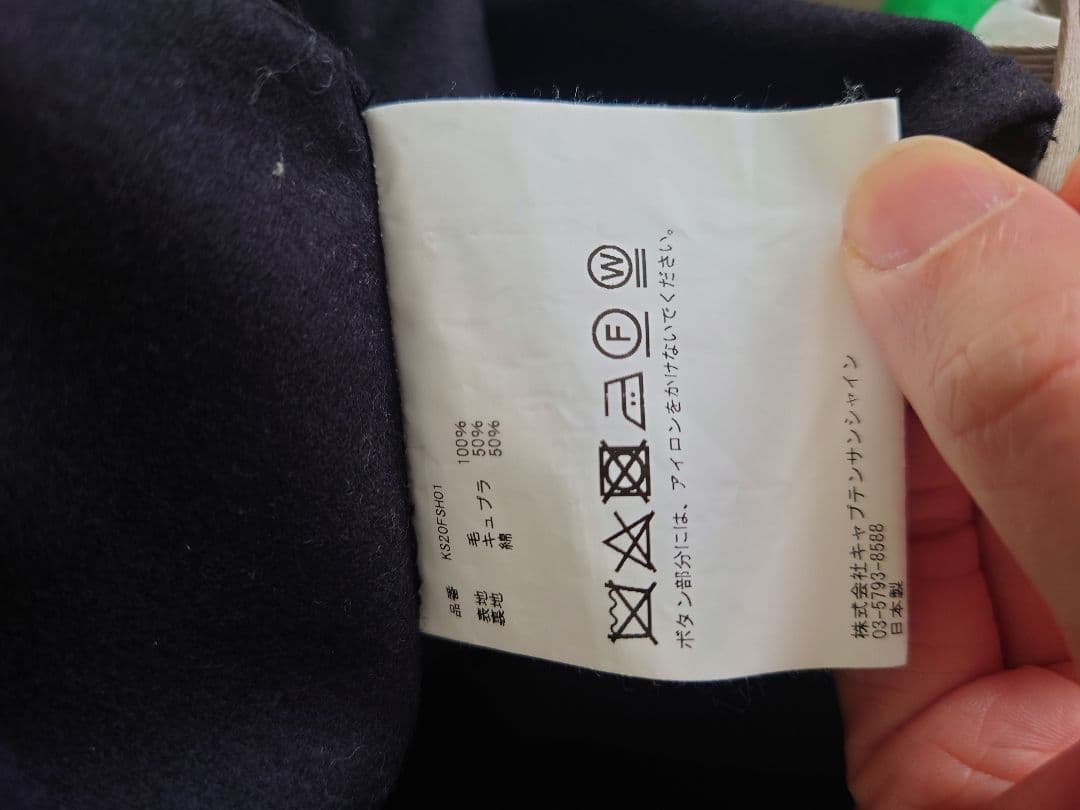 品番 KS20FSH01
表地 毛 100%
裏地 キュプラ 50%
綿 50%
F W
ボタン部分には、アイロンをかけないでください。
株式会社キャプテンサンシャイン
03-5793-8588
日本製